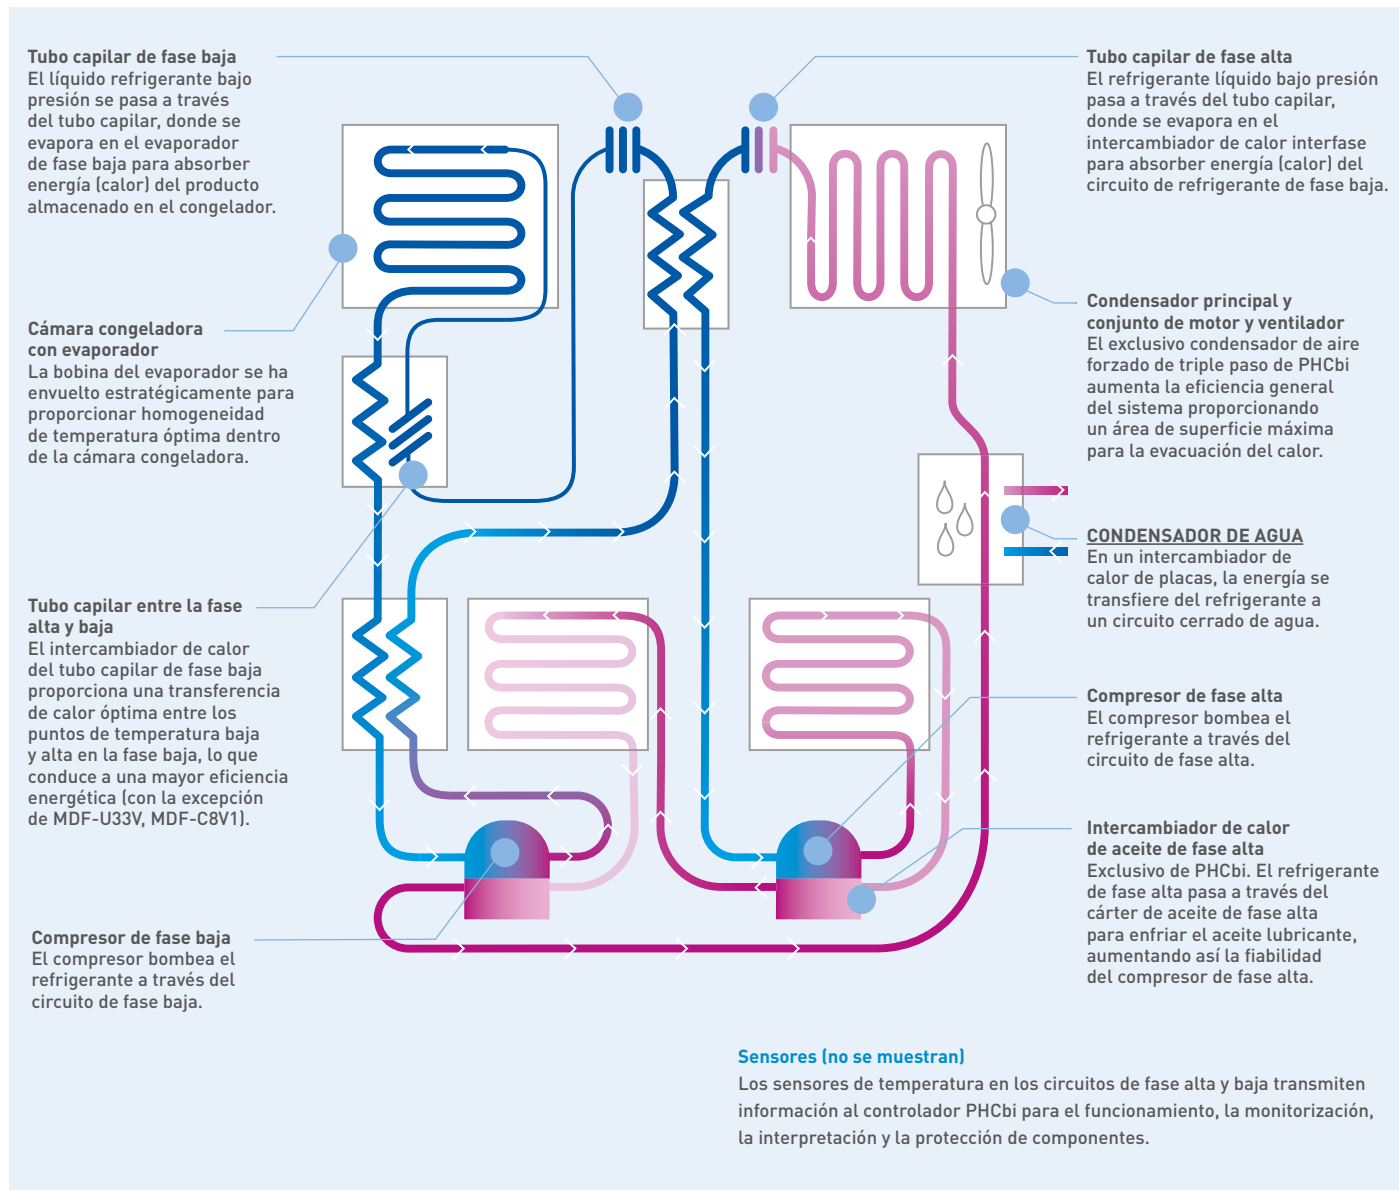 Tubo capilar de fase baja
El líquido refrigerante bajo
presión se pasa a través
del tubo capilar, donde se
evapora en el evaporador
de fase baja para absorber
energía (calor) del producto
almacenado en el congelador.
Cámara congeladora
con evaporador
La bobina del evaporador se ha
envuelto estratégicamente para
proporcionar homogeneidad
de temperatura óptima dentro
de la cámara congeladora.
Tubo capilar entre la fase
alta y baja
El intercambiador de calor
del tubo capilar de fase baja
proporciona una transferencia
de calor óptima entre los
puntos de temperatura baja
y alta en la fase baja, lo que
conduce a una mayor eficiencia
energética (con la excepción
de MDF-U33V, MDF-C8V1).
Compresor de fase baja
El compresor bombea el
refrigerante a través del
circuito de fase baja.
Tubo capilar de fase alta
El refrigerante líquido bajo presión
pasa a través del tubo capilar,
donde se evapora en el
intercambiador de calor interfase
para absorber energía (calor) del
circuito de refrigerante de fase baja.
Condensador principal y
conjunto de motor y ventilador
El exclusivo condensador de aire
forzado de triple paso de PHCbi
aumenta la eficiencia general
del sistema proporcionando
un área de superficie máxima
para la evacuación del calor.
CONDENSADOR DE AGUA
En un intercambiador de
calor de placas, la energía se
transfiere del refrigerante a
un circuito cerrado de agua.
Compresor de fase alta
El compresor bombea el
refrigerante a través del
circuito de fase alta.
Intercambiador de calor
de aceite de fase alta
Exclusivo de PHCbi. El refrigerante
de fase alta pasa a través del
cárter de aceite de fase alta
para enfriar el aceite lubricante,
aumentando así la fiabilidad
del compresor de fase alta.
Sensores (no se muestran)
Los sensores de temperatura en los circuitos de fase alta y baja transmiten
información al controlador PHCbi para el funcionamiento, la monitorización,
la interpretación y la protección de componentes.